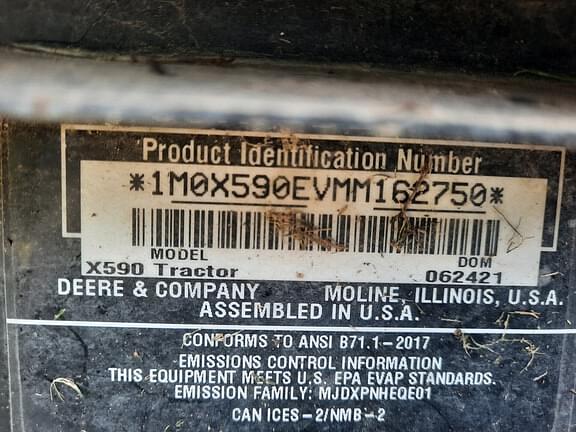 Product Identification Number
*1M0X590EVMM162750*
MODEL DOM
X590 Tractor 062421
DEERE & COMPANY MOLINE, ILLINOIS, U.S.A.
ASSEMBLED IN U.S.A.
CONFORMS TO ANSI B71.1-2017
EMISSIONS CONTROL INFORMATION
THIS EQUIPMENT MEETS U.S. EPA EVAP STANDARDS.
EMISSION FAMILY: MJDXPNHEQE01
CAN ICES-2/NMB-2